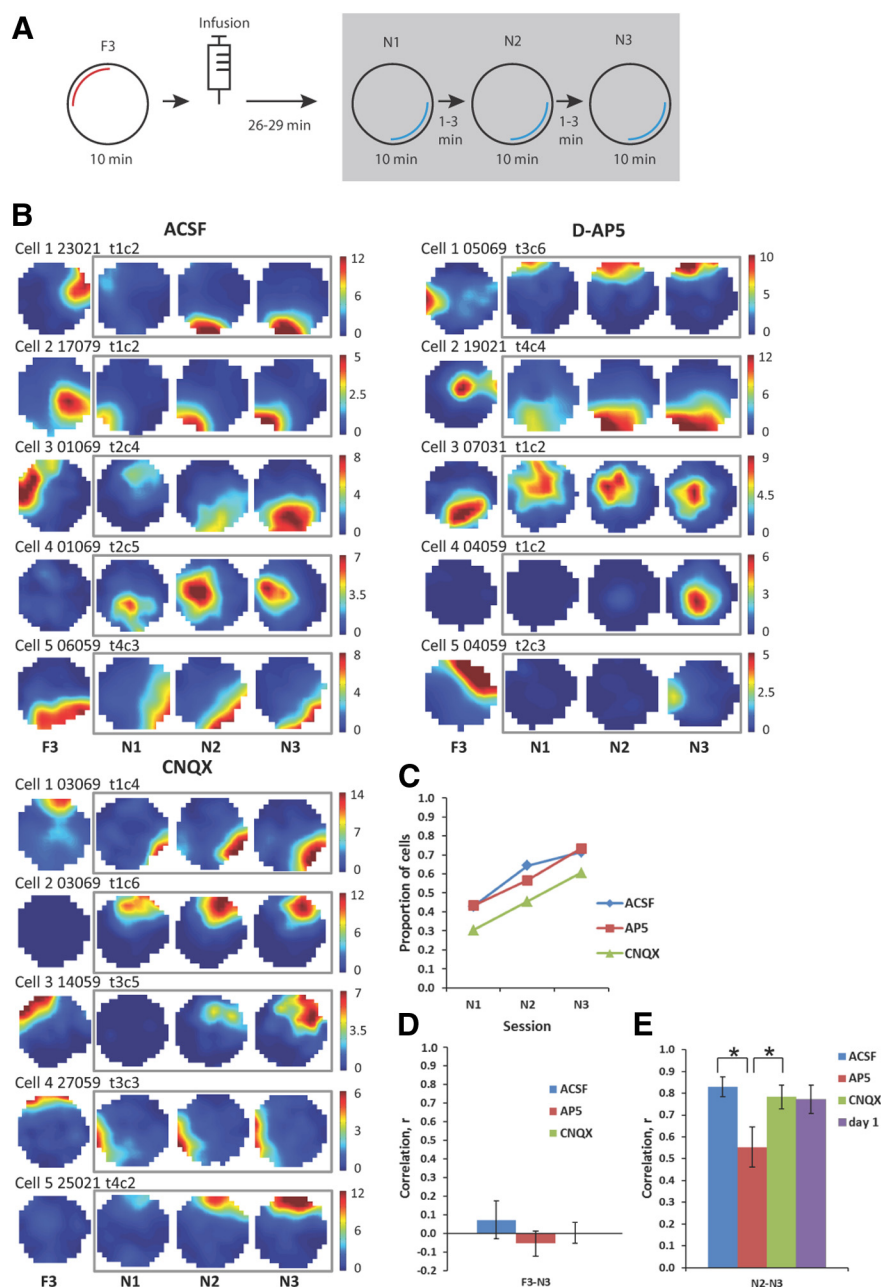 A
F3
Infusion
N1
N2
N3
26-29 min
1-3
min
1-3
min
10 min
10 min
10 min
10 min
B
ACSF
Cell 1 23021 t1c2
12
8
4
0
Cell 2 17079 t1c2
5
2.5
0
Cell 3 01069 t2c4
8
4
0
Cell 4 01069 t2c5
7
3.5
0
Cell 5 06059 t4c3
8
4
0
F3
N1
N2
N3
D-AP5
Cell 1 05069 t3c6
10
5
0
Cell 2 19021 t4c4
12
6
0
Cell 3 07031 t1c2
9
4.5
0
Cell 4 04059 t1c2
6
3
0
Cell 5 04059 t2c3
5
2.5
0
F3
N1
N2
N3
CNQX
Cell 1 03069 t1c4
14
7
0
Cell 2 03069 t1c6
12
8
4
0
Cell 3 14059 t3c5
7
3.5
0
Cell 4 27059 t3c3
6
4
2
0
Cell 5 25021 t4c2
12
8
4
0
F3
N1
N2
N3
C
Proportion of cells
1.0
0.9
0.8
0.7
0.6
0.5
0.4
0.3
0.2
0.1
0.0
N1
N2
N3
Session
ACSF
AP5
CNQX
D
Correlation, r
1.0
0.9
0.8
0.7
0.6
0.5
0.4
0.3
0.2
0.1
0.0
-0.1
-0.2
F3-N3
ACSF
AP5
CNQX
E
Correlation, r
1.0
0.9
0.8
0.7
0.6
0.5
0.4
0.3
0.2
0.1
0.0
*
*
N2-N3
ACSF
AP5
CNQX
day 1